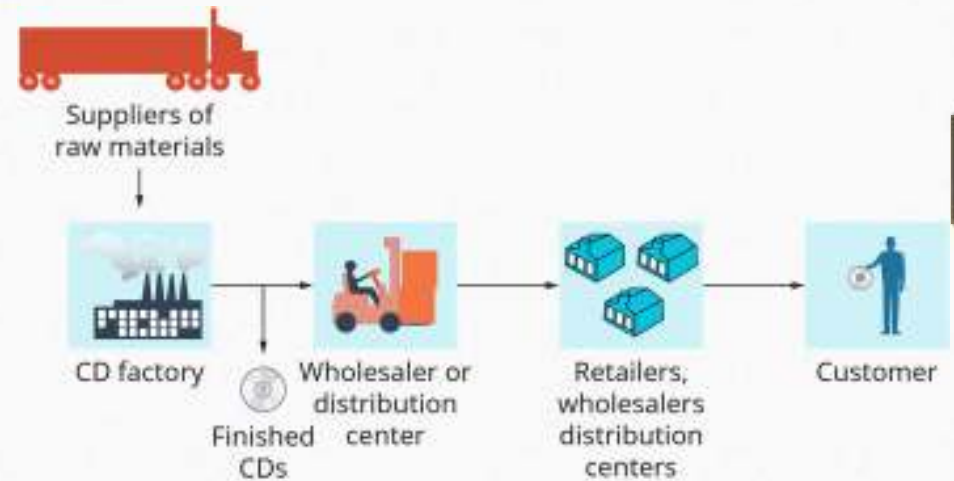 Suppliers of
raw materials
CD factory
Finished
CDs
Wholesaler or
distribution
center
Retailers,
wholesalers
distribution
centers
Customer